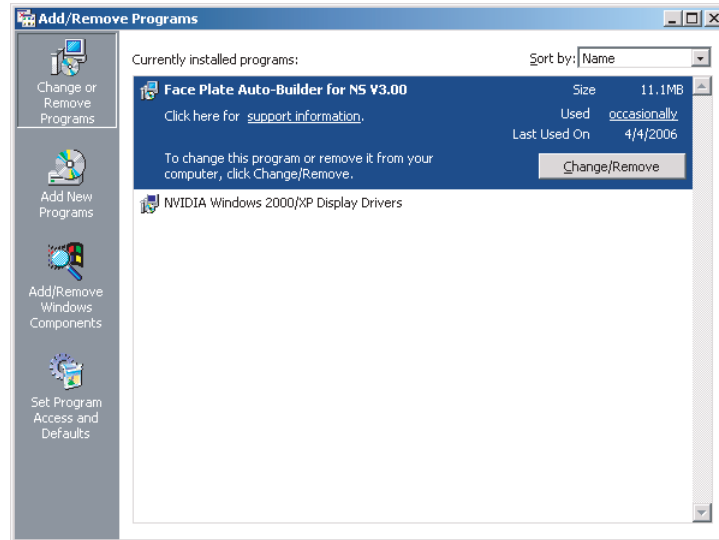 Add/Remove Programs
Change or
Remove
Programs
Add New
Programs
Add/Remove
Windows
Components
Set Program
Access and
Defaults
Currently installed programs:
Sort by: Name
Face Plate Auto-Builder for NS V3.00
Size 11.1MB
Click here for support information.
Used occasionally
Last Used On 4/4/2006
To change this program or remove it from your
computer, click Change/Remove.
Change/Remove
NVIDIA Windows 2000/XP Display Drivers